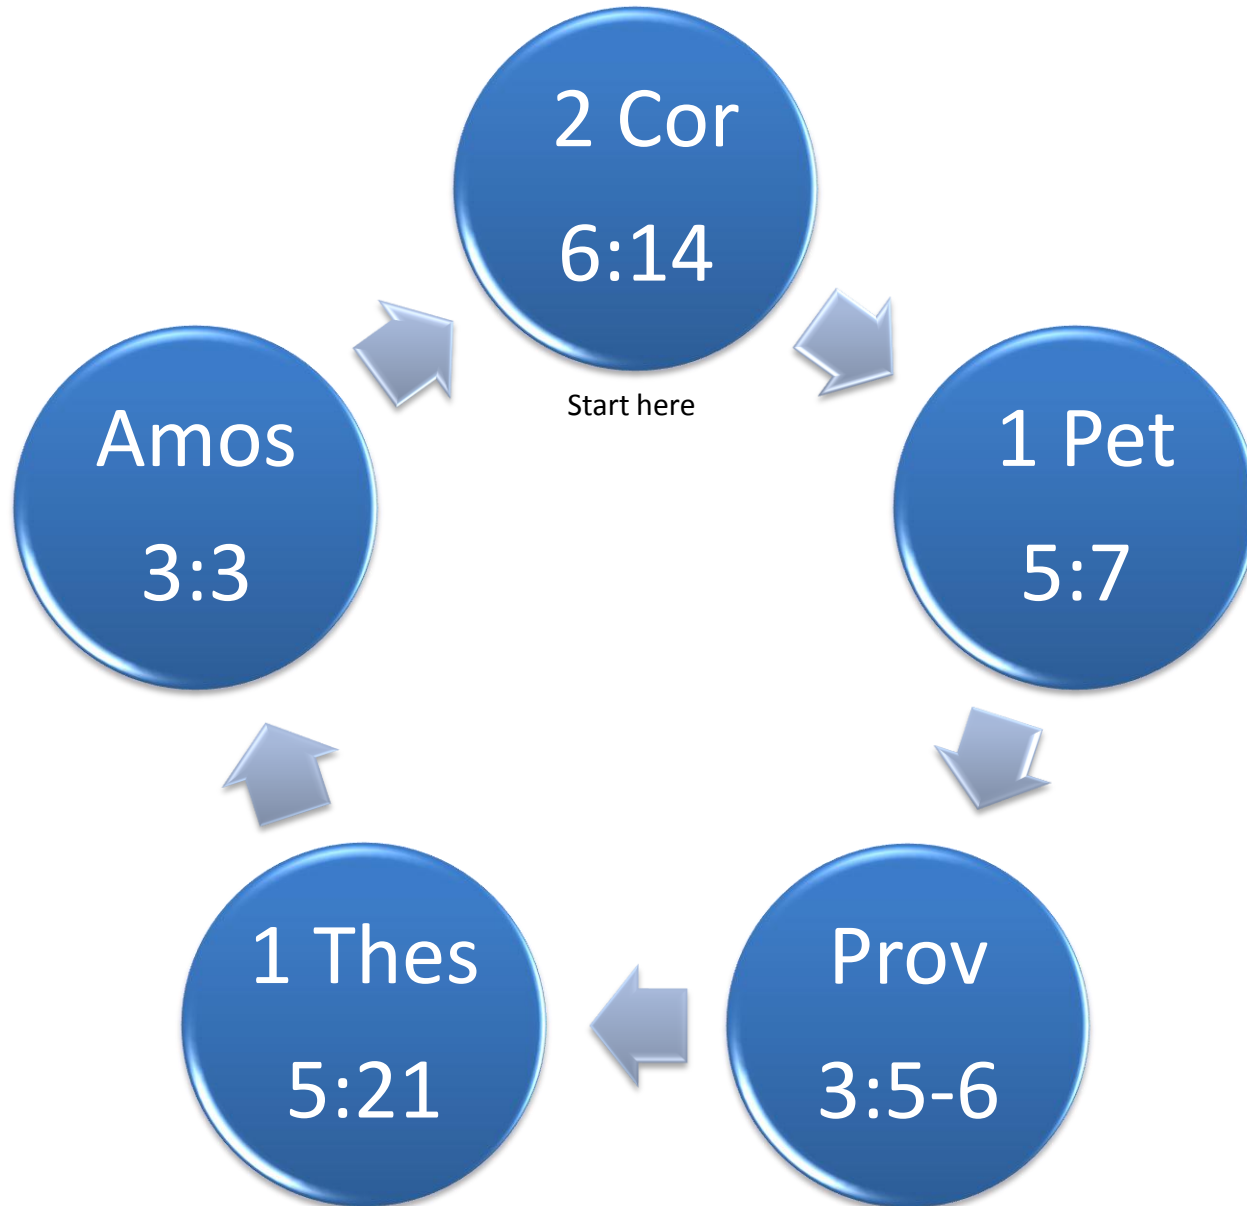 2 Cor
6:14
Start here
1 Pet
5:7
Prov
3:5-6
1 Thes
5:21
Amos
3:3